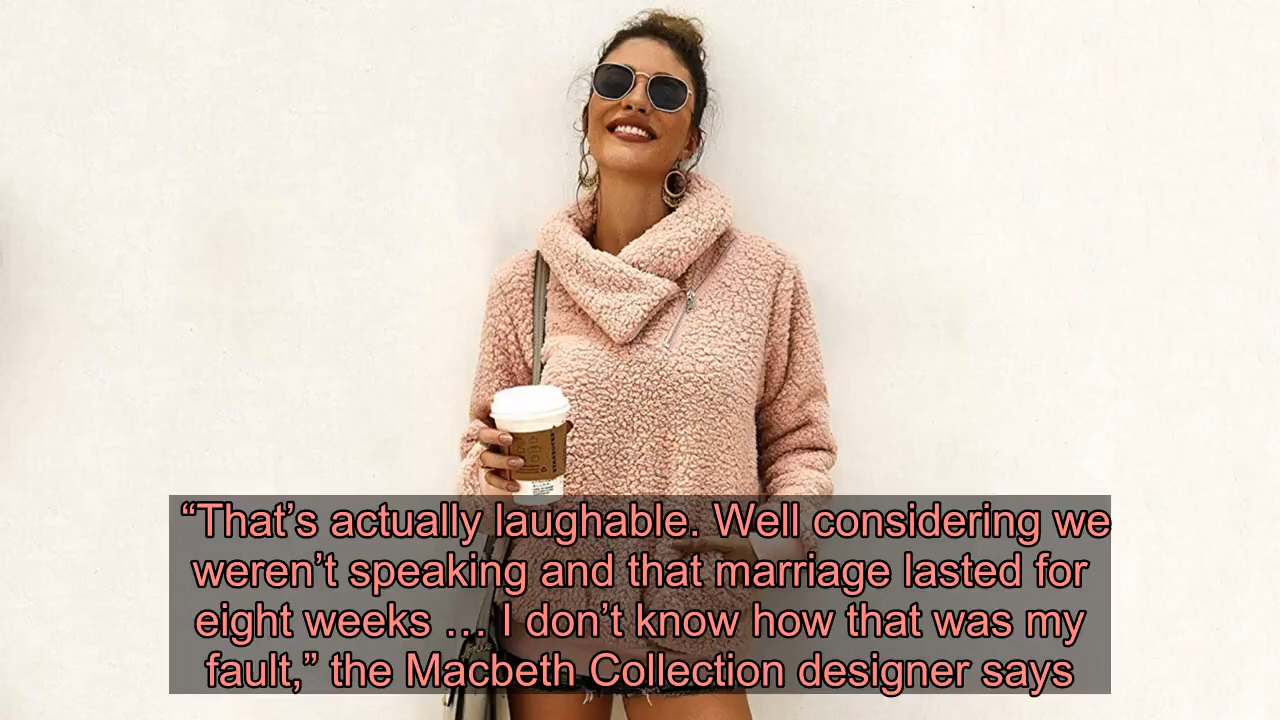 “That’s actually laughable. Well considering we
weren’t speaking and that marriage lasted for
eight weeks … I don’t know how that was my
fault,” the Macbeth Collection designer says
STARBUCKS